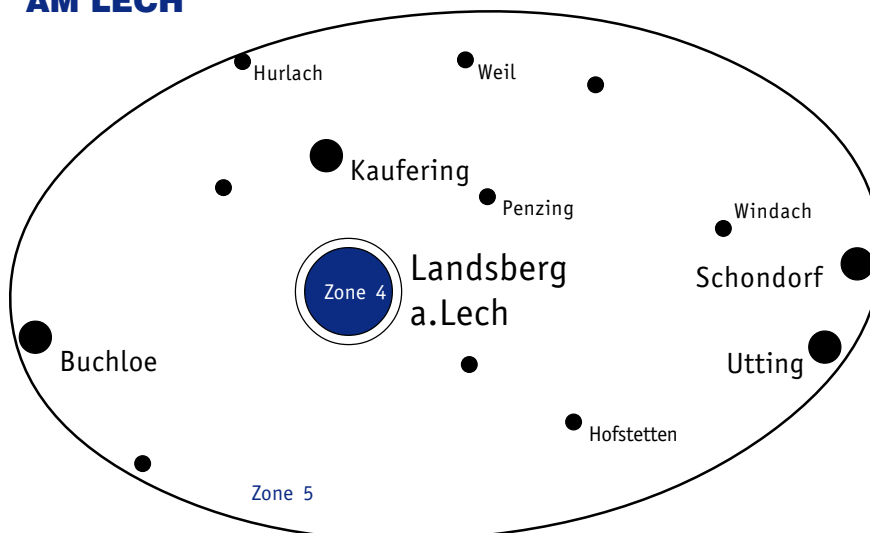 AM LECH
Hurlach
Weil
Kaufering
Penzing
Windach
Landsberg
a.Lech
Schondorf
Zone 4
Buchloe
Utting
Hofstetten
Zone 5